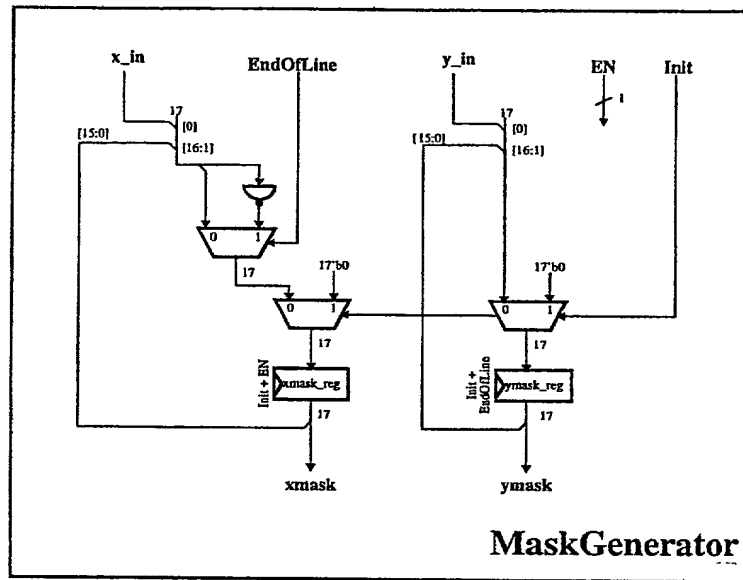 x_in
EndOfLine
y_in
EN
Init
17
[0]
[15:0]
[16:1]
17
[0]
[15:0]
[16:1]
1
0 1
17
17'b0
0 1
17
17'b0
0 1
17
Init + EN
xmask_reg
17
Init +
EndOfLine
ymask_reg
17
xmask
ymask
MaskGenerator